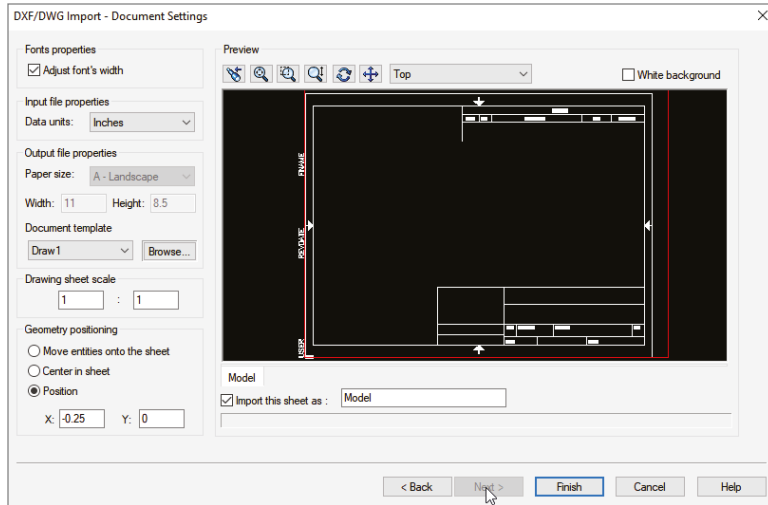 DXF/DWG Import - Document Settings
Fonts properties
Adjust font's width
Input file properties
Data units: Inches
Output file properties
Paper size: A - Landscape
Width: 11 Height: 8.5
Document template
Draw1 Browse...
Drawing sheet scale
1 : 1
Geometry positioning
Move entities onto the sheet
Center in sheet
Position
X: -0.25 Y: 0
Preview
Top White background
FNAME
REVDATE
USER
Model
Import this sheet as : Model
< Back Next > Finish Cancel Help